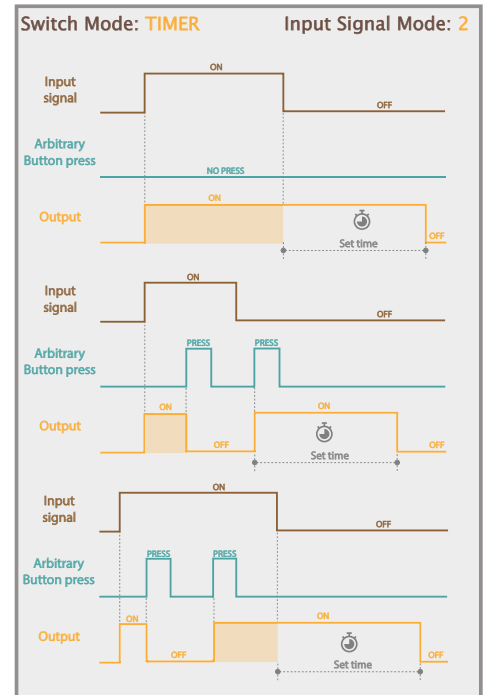 Switch Mode: TIMER Input Signal Mode: 2
ON
Input
signal
OFF
Arbitrary
Button press
NO PRESS
ON
Output
OFF
Set time
ON
Input
signal
OFF
PRESS PRESS
Arbitrary
Button press
ON ON
Output
OFF OFF
Set time
ON
Input
signal
OFF
PRESS PRESS
Arbitrary
Button press
ON ON
Output
OFF OFF
Set time